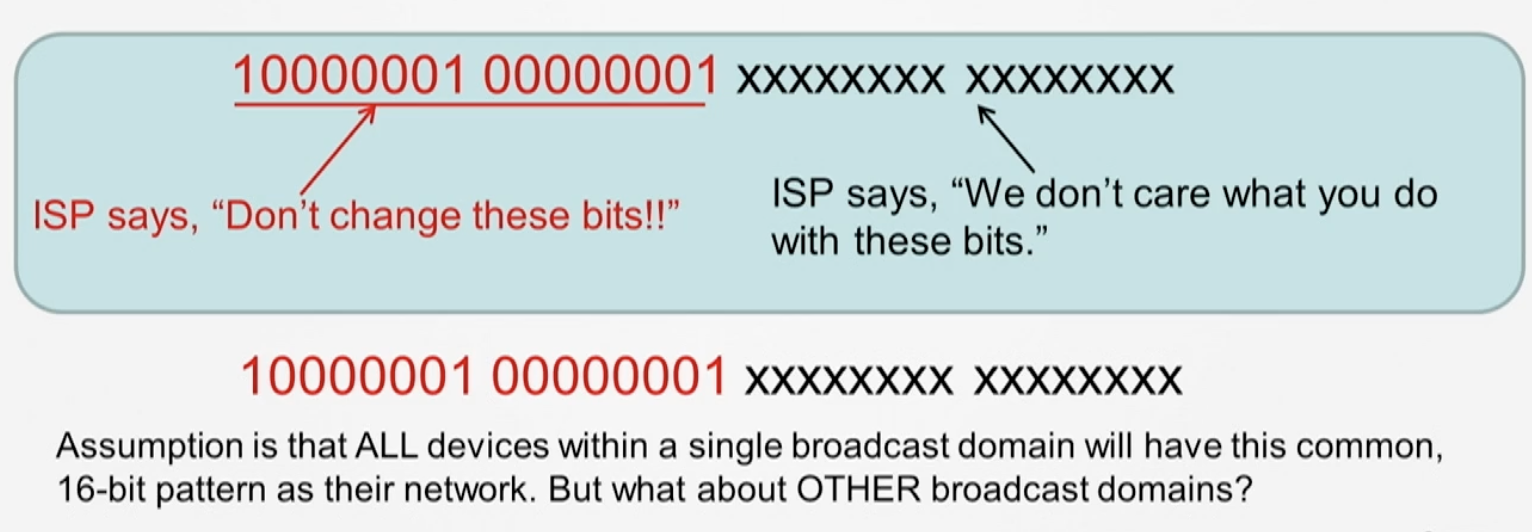 10000001 00000001 xxxxxxxx xxxxxxxx
ISP says, “Don’t change these bits!!”
ISP says, “We don’t care what you do
with these bits.”
10000001 00000001 xxxxxxxx xxxxxxxx
Assumption is that ALL devices within a single broadcast domain will have this common,
16-bit pattern as their network. But what about OTHER broadcast domains?